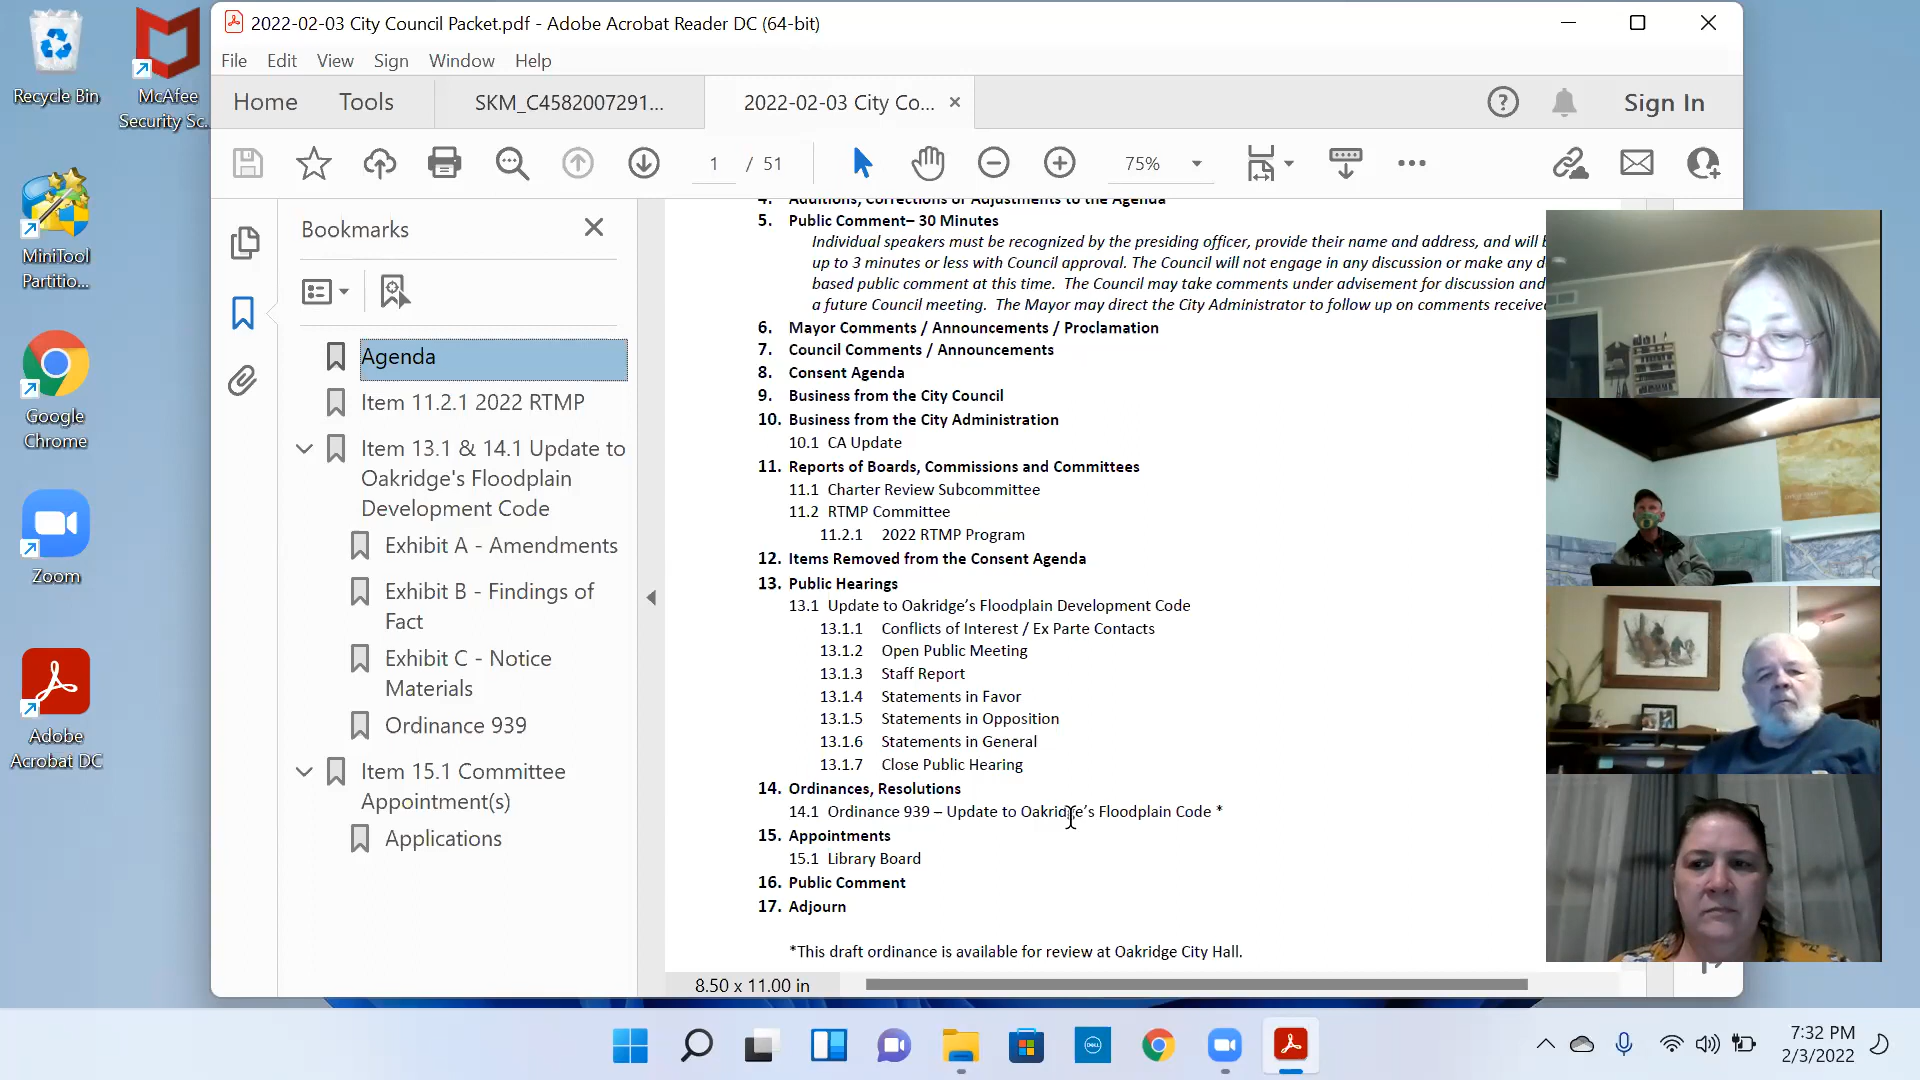 2022-02-03 City Council Packet.pdf - Adobe Acrobat Reader DC (64-bit)
File Edit View Sign Window Help
Home Tools SKM_C4582007291... 2022-02-03 City Co... Sign In
1 / 51 75%
Recycle Bin
McAfee Security Sc...
MiniTool Partitio...
Google Chrome
Zoom
Adobe Acrobat DC
Bookmarks
Agenda
Item 11.2.1 2022 RTMP
Item 13.1 & 14.1 Update to
Oakridge's Floodplain
Development Code
Exhibit A - Amendments
Exhibit B - Findings of
Fact
Exhibit C - Notice
Materials
Ordinance 939
Item 15.1 Committee
Appointment(s)
Applications
4. Additions, Corrections or Adjustments to the Agenda
5. Public Comment– 30 Minutes
Individual speakers must be recognized by the presiding officer, provide their name and address, and will
up to 3 minutes or less with Council approval. The Council will not engage in any discussion or make any
based public comment at this time. The Council may take comments under advisement for discussion and
a future Council meeting. The Mayor may direct the City Administrator to follow up on comments received
6. Mayor Comments / Announcements / Proclamation
7. Council Comments / Announcements
8. Consent Agenda
9. Business from the City Council
10. Business from the City Administration
10.1 CA Update
11. Reports of Boards, Commissions and Committees
11.1 Charter Review Subcommittee
11.2 RTMP Committee
11.2.1 2022 RTMP Program
12. Items Removed from the Consent Agenda
13. Public Hearings
13.1 Update to Oakridge’s Floodplain Development Code
13.1.1 Conflicts of Interest / Ex Parte Contacts
13.1.2 Open Public Meeting
13.1.3 Staff Report
13.1.4 Statements in Favor
13.1.5 Statements in Opposition
13.1.6 Statements in General
13.1.7 Close Public Hearing
14. Ordinances, Resolutions
14.1 Ordinance 939 – Update to Oakridge’s Floodplain Code *
15. Appointments
15.1 Library Board
16. Public Comment
17. Adjourn
*This draft ordinance is available for review at Oakridge City Hall.
8.50 x 11.00 in
DELL
7:32 PM
2/3/2022